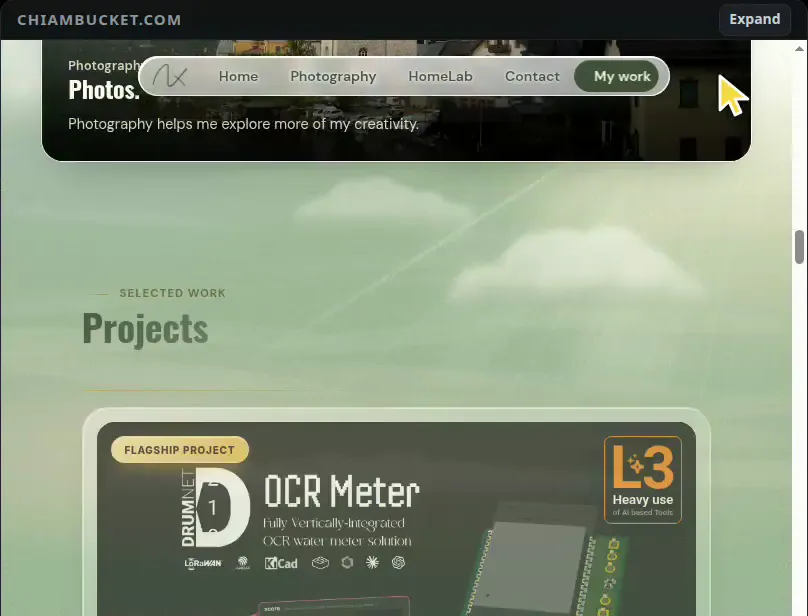 CHIAMBUCKET.COM
Expand
Photography
Home
Photography
HomeLab
Contact
My work
Photos.
Photography helps me explore more of my creativity.
SELECTED WORK
Projects
FLAGSHIP PROJECT
L3
Heavy use
of AI based Tools
DRUMNET
D
1
OCR Meter
Fully Vertically-Integrated
OCR water meter solution
LoRaWAN
KiCad